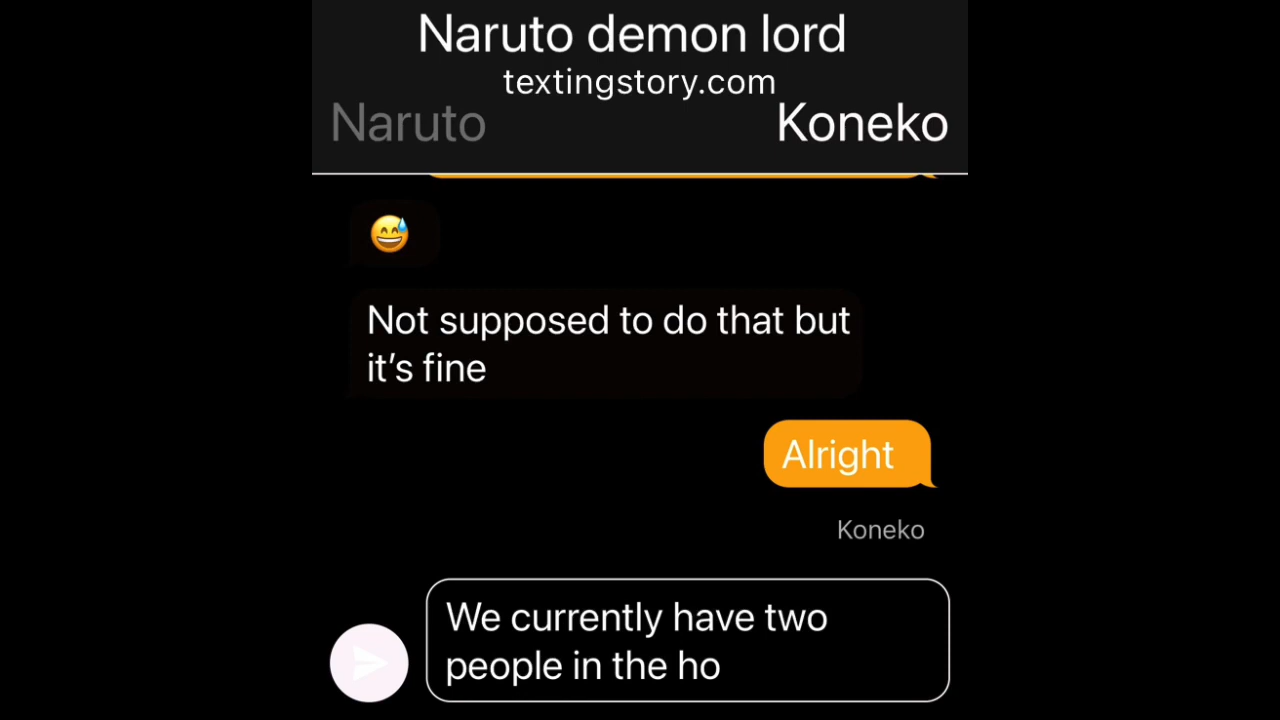 Naruto demon lord
textingstory.com
Naruto
Koneko
😅
Not supposed to do that but
it’s fine
Alright
Koneko
We currently have two
people in the ho